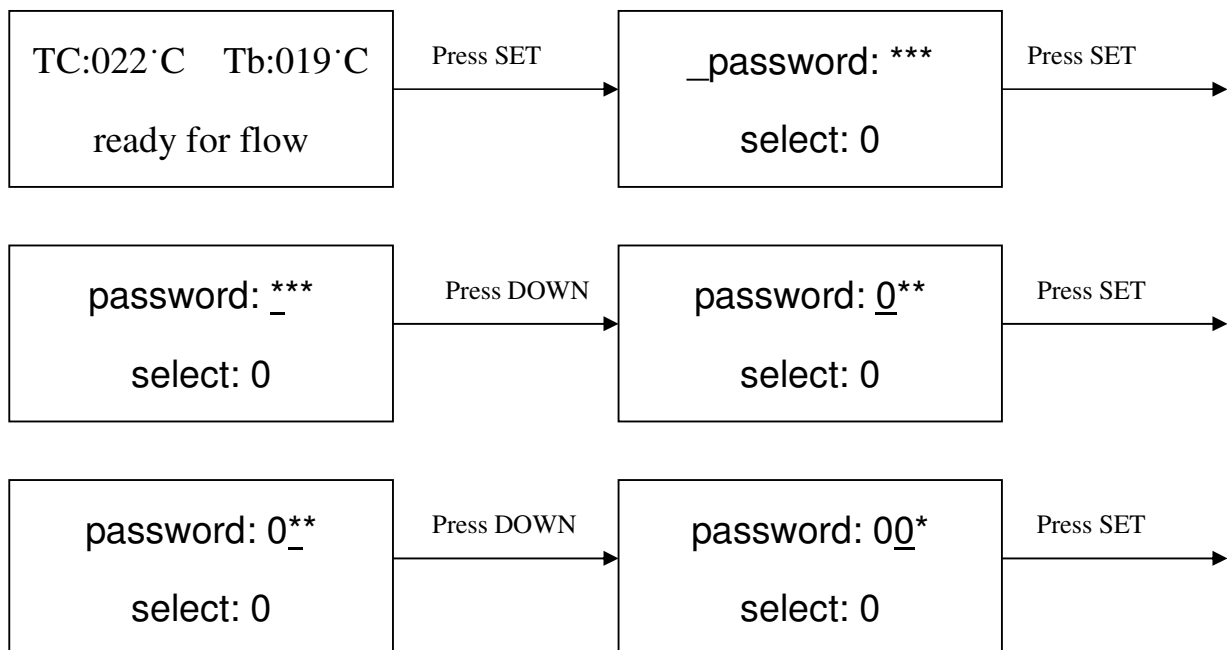 TC:022˙C Tb:019˙C
ready for flow
Press SET
_password: ***
select: 0
Press SET
password: ***
select: 0
Press DOWN
password: 0**
select: 0
Press SET
password: 0**
select: 0
Press DOWN
password: 00*
select: 0
Press SET